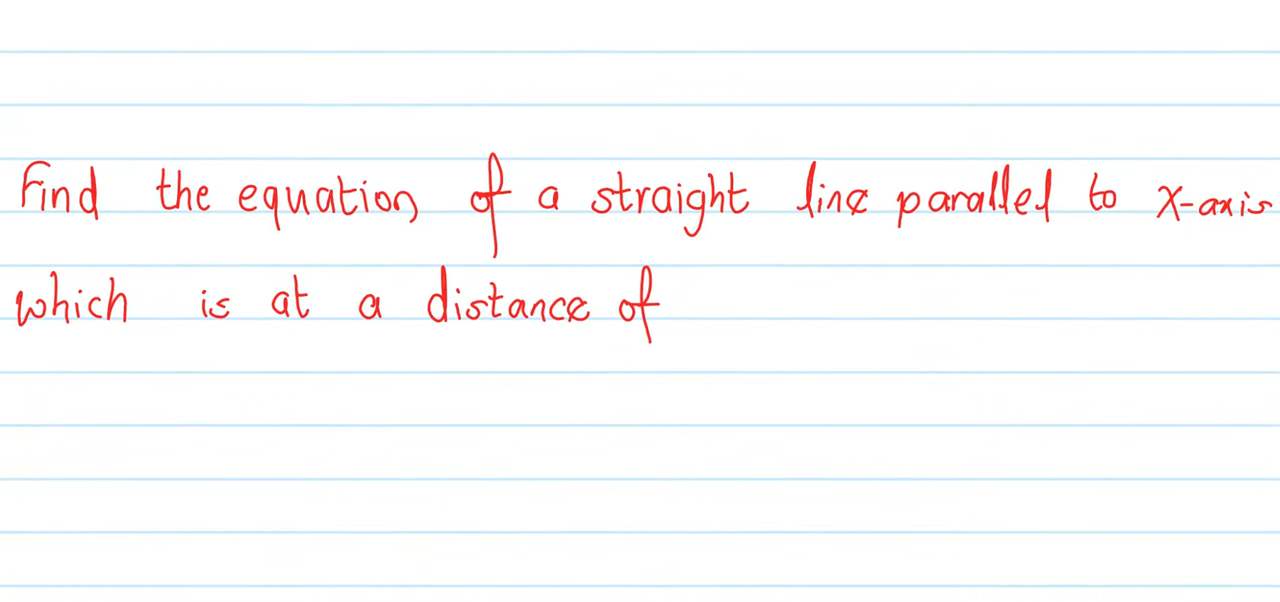 Find the equation of a straight line parallel to X-axis
which is at a distance of